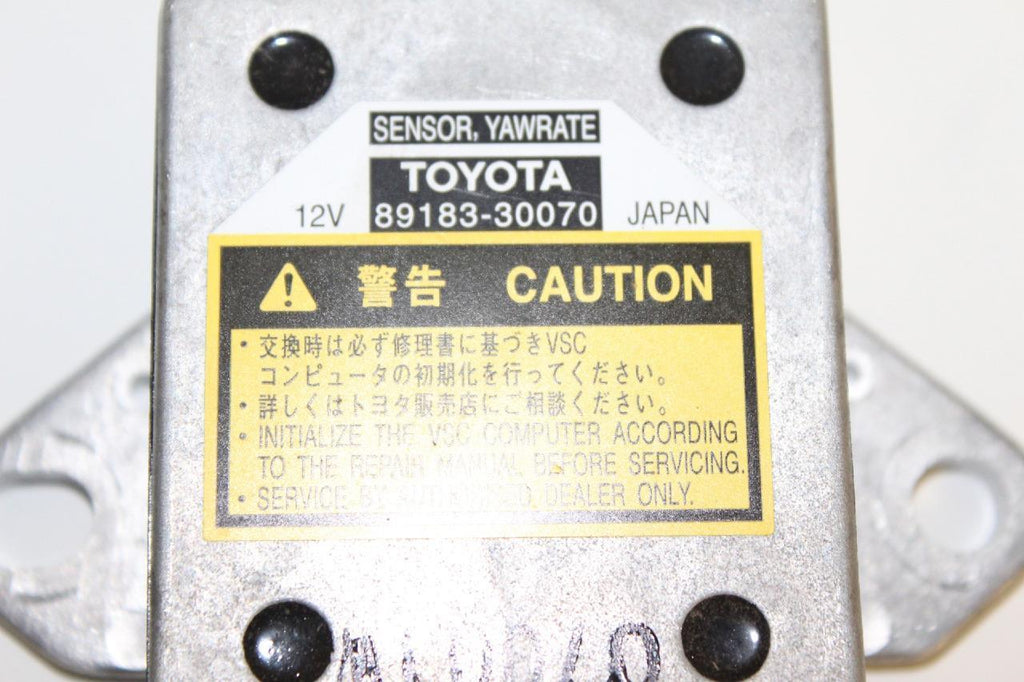 SENSOR, YAWRATE
TOYOTA
12V 89183-30070 JAPAN
警告 CAUTION
・交換時は必ず修理書に基づきVSC
コンピュータの初期化を行ってください。
・詳しくはトヨタ販売店にご相談ください。
・INITIALIZE THE VSC COMPUTER ACCORDING
TO THE REPAIR MANUAL BEFORE SERVICING.
・SERVICE BY DEALER ONLY.